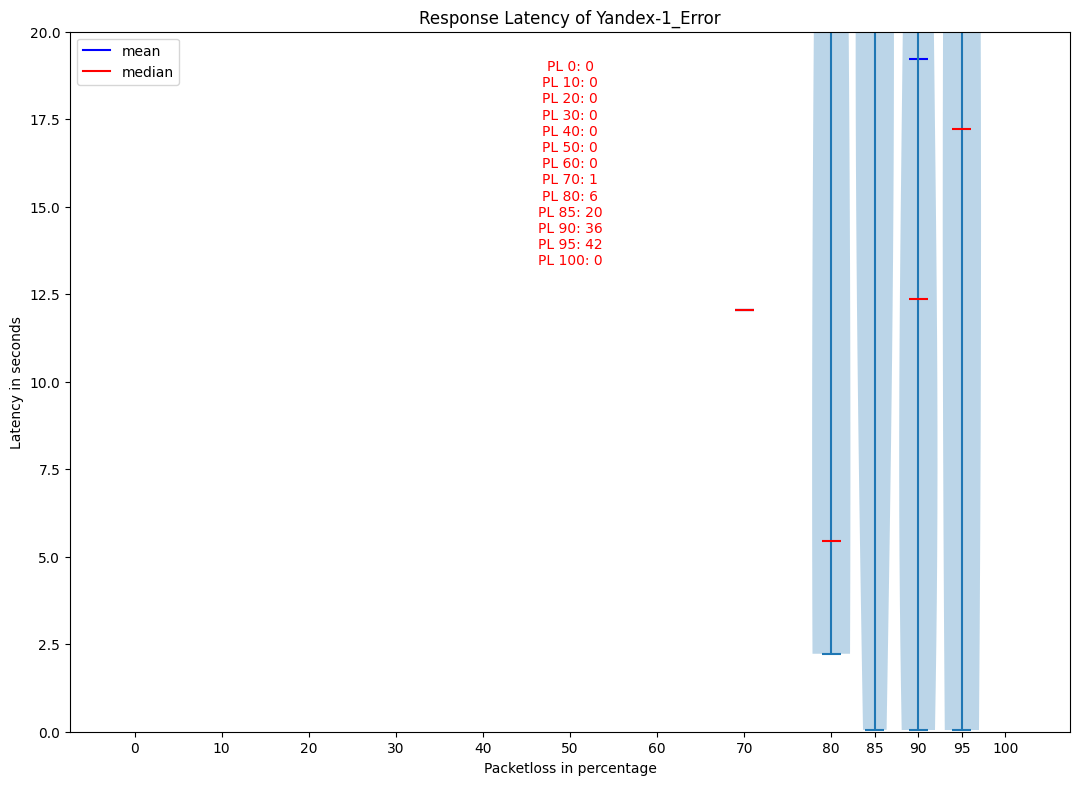 Response Latency of Yandex-1_Error
mean
median
PL 0: 0
PL 10: 0
PL 20: 0
PL 30: 0
PL 40: 0
PL 50: 0
PL 60: 0
PL 70: 1
PL 80: 6
PL 85: 20
PL 90: 36
PL 95: 42
PL 100: 0
Latency in seconds
20.0
17.5
15.0
12.5
10.0
7.5
5.0
2.5
0.0
0 10 20 30 40 50 60 70 80 85 90 95 100
Packetloss in percentage